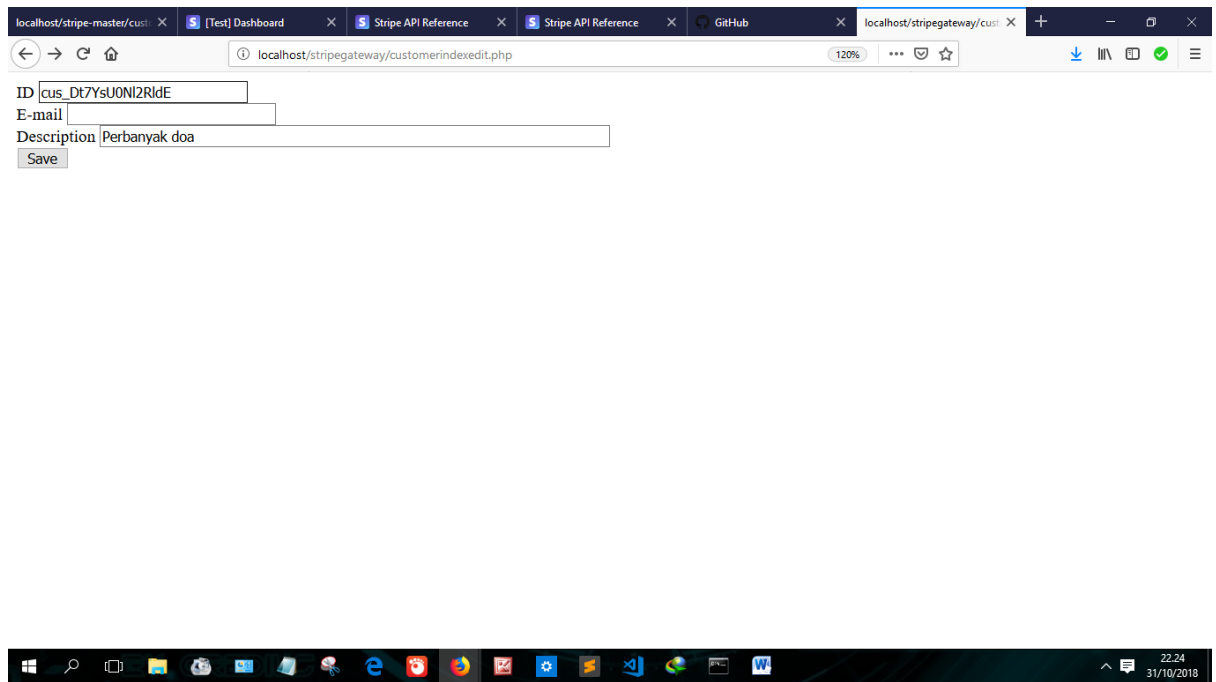 localhost/stripe-master/custo
[Test] Dashboard
Stripe API Reference
Stripe API Reference
GitHub
localhost/stripegateway/cust
localhost/stripegateway/customerindexedit.php
120%
ID cus_Dt7YsU0Nl2RldE
E-mail
Description Perbanyak doa
Save
22.24
31/10/2018